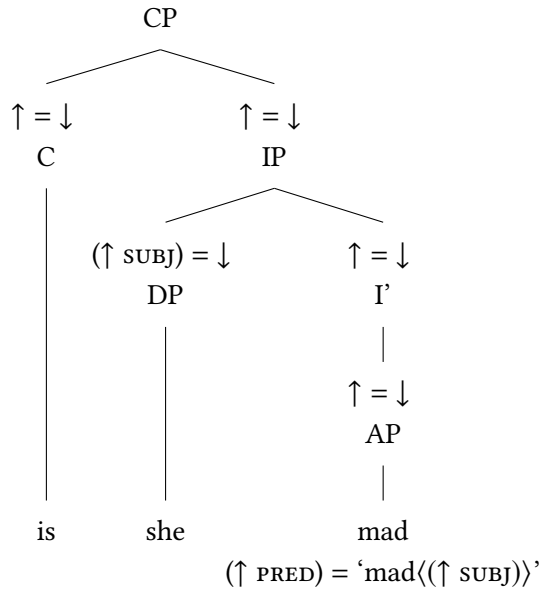 CP
↑ = ↓ ↑ = ↓
C IP
(↑ SUBJ) = ↓ ↑ = ↓
DP I’
↑ = ↓
AP
is she mad
(↑ PRED) = ‘mad⟨(↑ SUBJ)⟩’